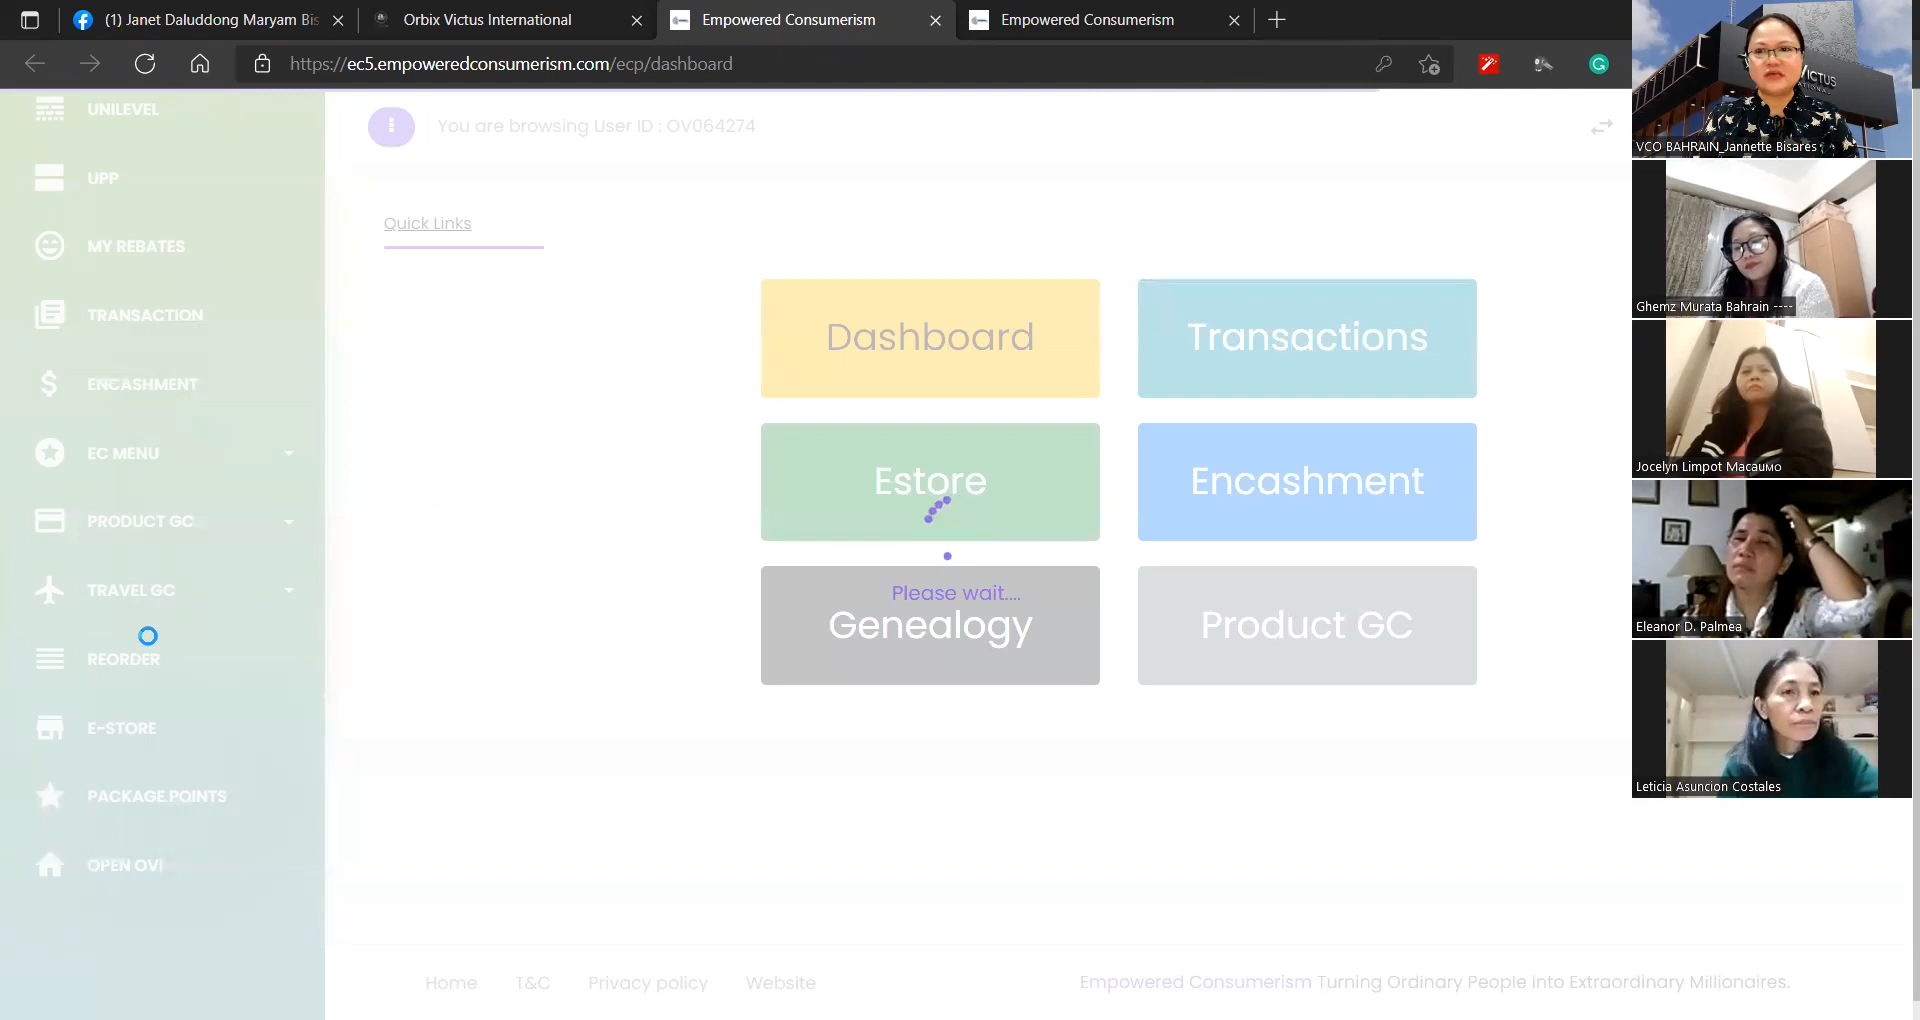 (1) Janet Daluddong Maryam Bis
Orbix Victus International
Empowered Consumerism
Empowered Consumerism
https://ec5.empoweredconsumerism.com/ecp/dashboard
UNILEVEL
UPP
MY REBATES
TRANSACTION
ENCASHMENT
EC MENU
PRODUCT GC
TRAVEL GC
REORDER
E-STORE
PACKAGE POINTS
OPEN OVI
You are browsing User ID : OV064274
Quick Links
Dashboard
Transactions
Estore
Encashment
Please wait....
Genealogy
Product GC
Home
T&C
Privacy policy
Website
Empowered Consumerism Turning Ordinary People into Extraordinary Millionaires.
VICTUS
VCO BAHRAIN_Jannette Bisares
Ghemz Murata Bahrain ----
Jocelyn Limpot Macauмо
Eleanor D. Palmea
Leticia Asuncion Costales